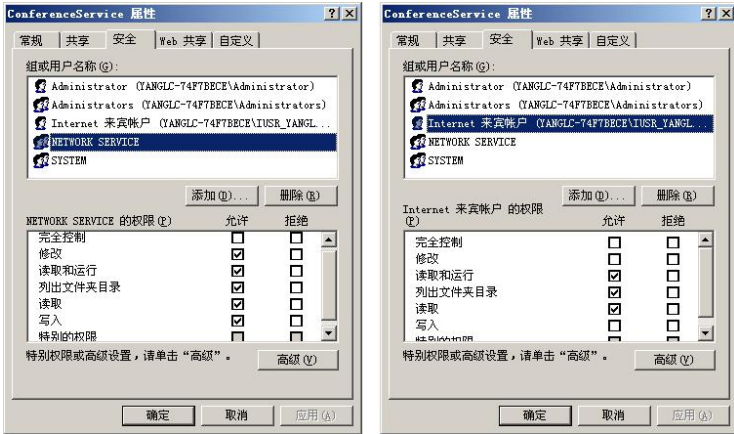 ConferenceService 属性
常规 共享 安全 Web 共享 自定义
组或用户名称(G):
Administrator (YANGLC-74F7BECE\Administrator)
Administrators (YANGLC-74F7BECE\Administrators)
Internet 来宾帐户 (YANGLC-74F7BECE\IUSR_YANGL...
NETWORK SERVICE
SYSTEM
添加(D)... 删除(R)
NETWORK SERVICE 的权限(P) 允许 拒绝
完全控制
修改
读取和运行
列出文件夹目录
读取
写入
特别的权限
特别权限或高级设置，请单击“高级”。
高级(V)
确定 取消 应用(A)
ConferenceService 属性
常规 共享 安全 Web 共享 自定义
组或用户名称(G):
Administrator (YANGLC-74F7BECE\Administrator)
Administrators (YANGLC-74F7BECE\Administrators)
Internet 来宾帐户 (YANGLC-74F7BECE\IUSR_YANGL...
NETWORK SERVICE
SYSTEM
添加(D)... 删除(R)
Internet 来宾帐户 的权限
(P) 允许 拒绝
完全控制
修改
读取和运行
列出文件夹目录
读取
写入
特别的权限
特别权限或高级设置，请单击“高级”。
高级(V)
确定 取消 应用(A)